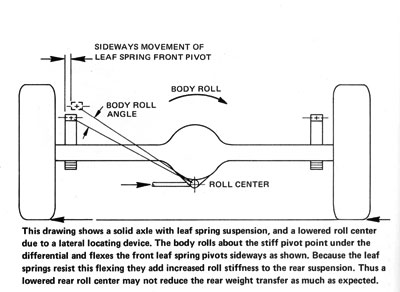 SIDEWAYS MOVEMENT OF
LEAF SPRING FRONT PIVOT
BODY ROLL
BODY ROLL
ANGLE
ROLL CENTER
This drawing shows a solid axle with leaf spring suspension, and a lowered roll center
due to a lateral locating device. The body rolls about the stiff pivot point under the
differential and flexes the front leaf spring pivots sideways as shown. Because the leaf
springs resist this flexing they add increased roll stiffness to the rear suspension. Thus a
lowered rear roll center may not reduce the rear weight transfer as much as expected.